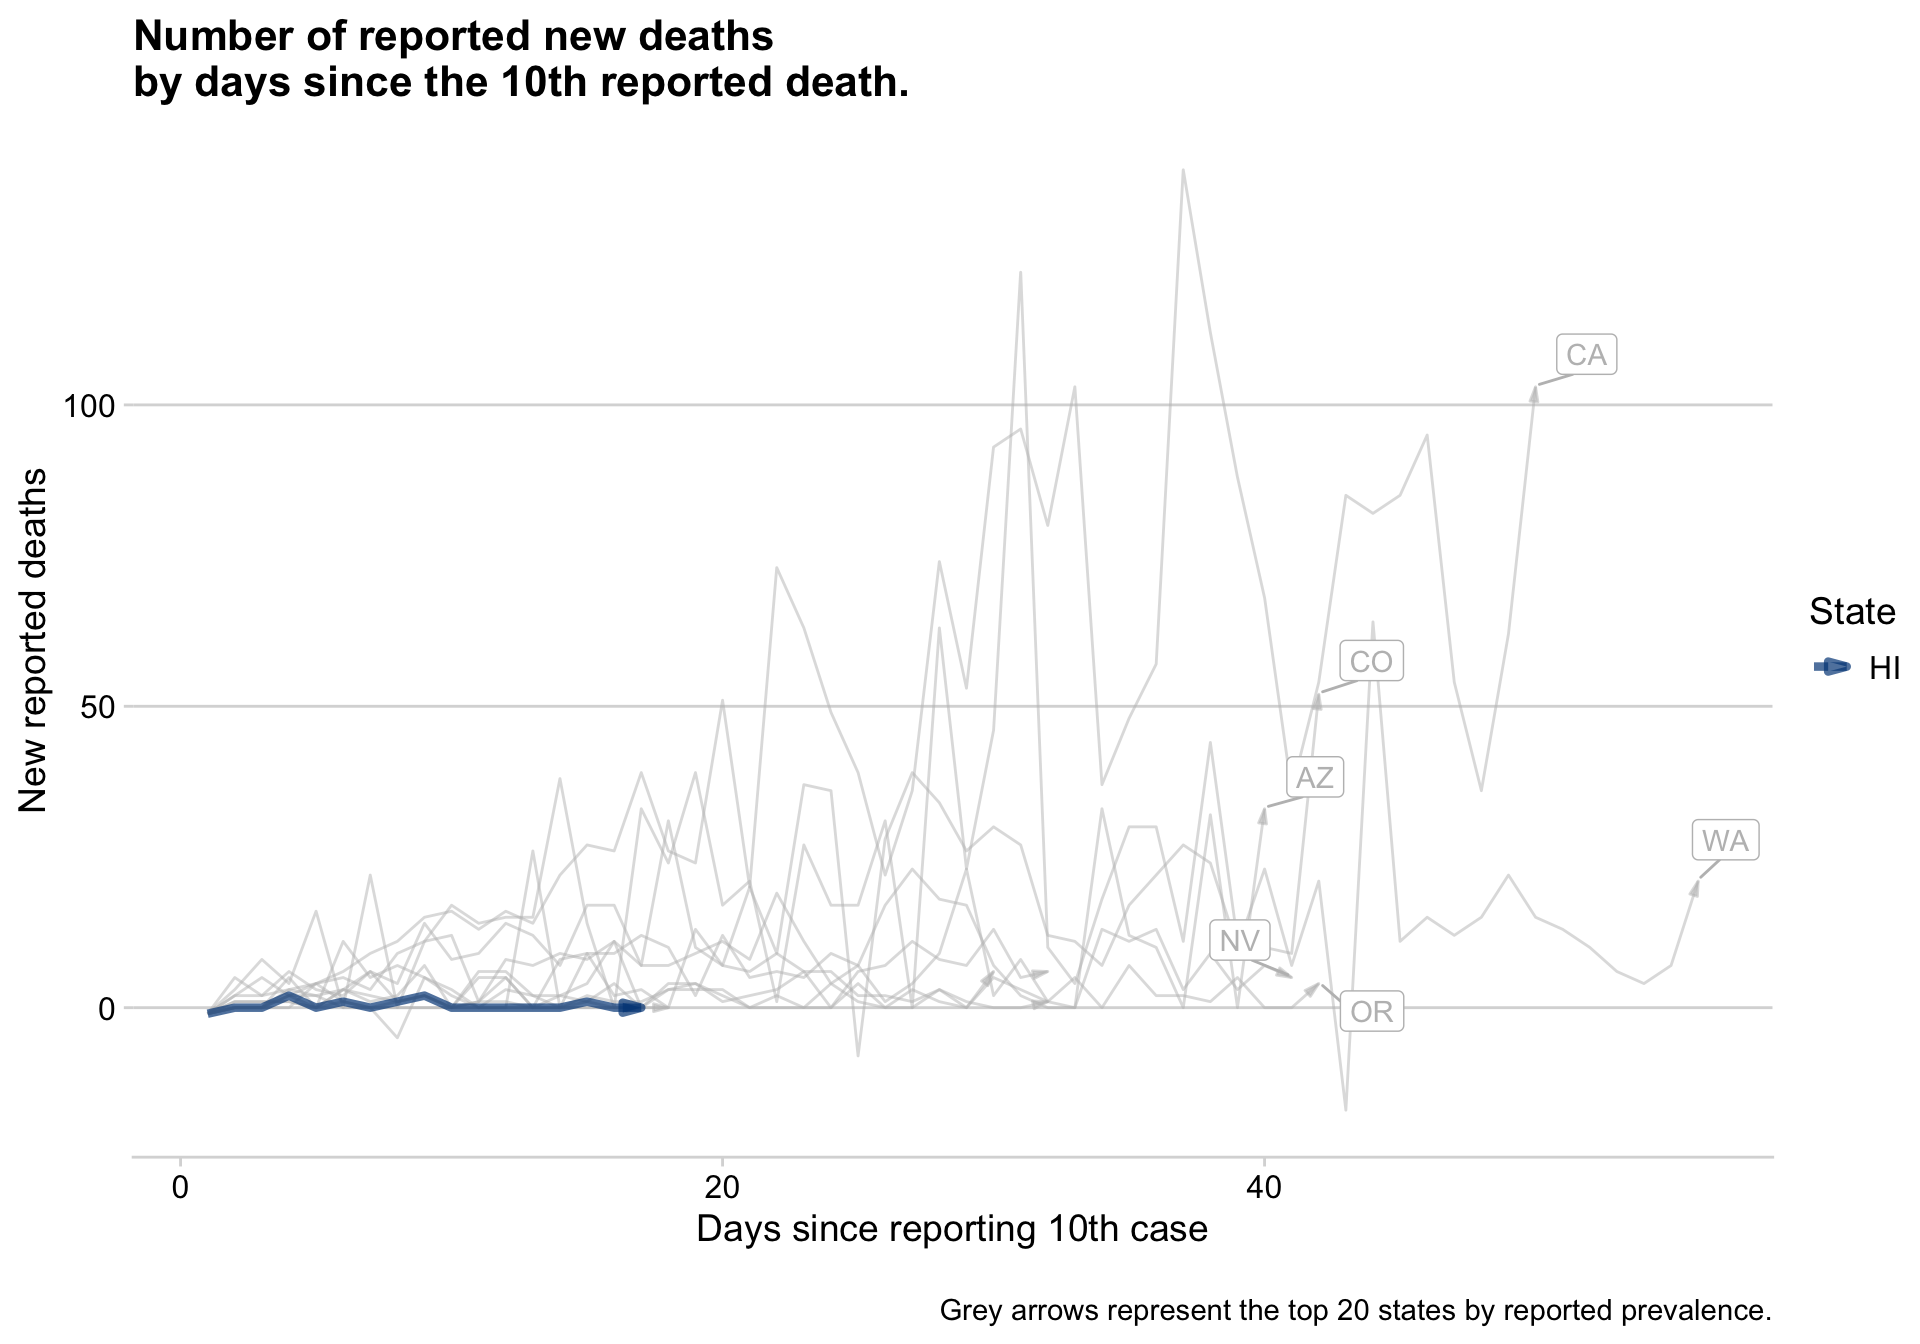 Number of reported new deaths
by days since the 10th reported death.
New reported deaths
100
50
0
CA
CO
AZ
WA
NV
OR
State
HI
0
20
40
Days since reporting 10th case
Grey arrows represent the top 20 states by reported prevalence.